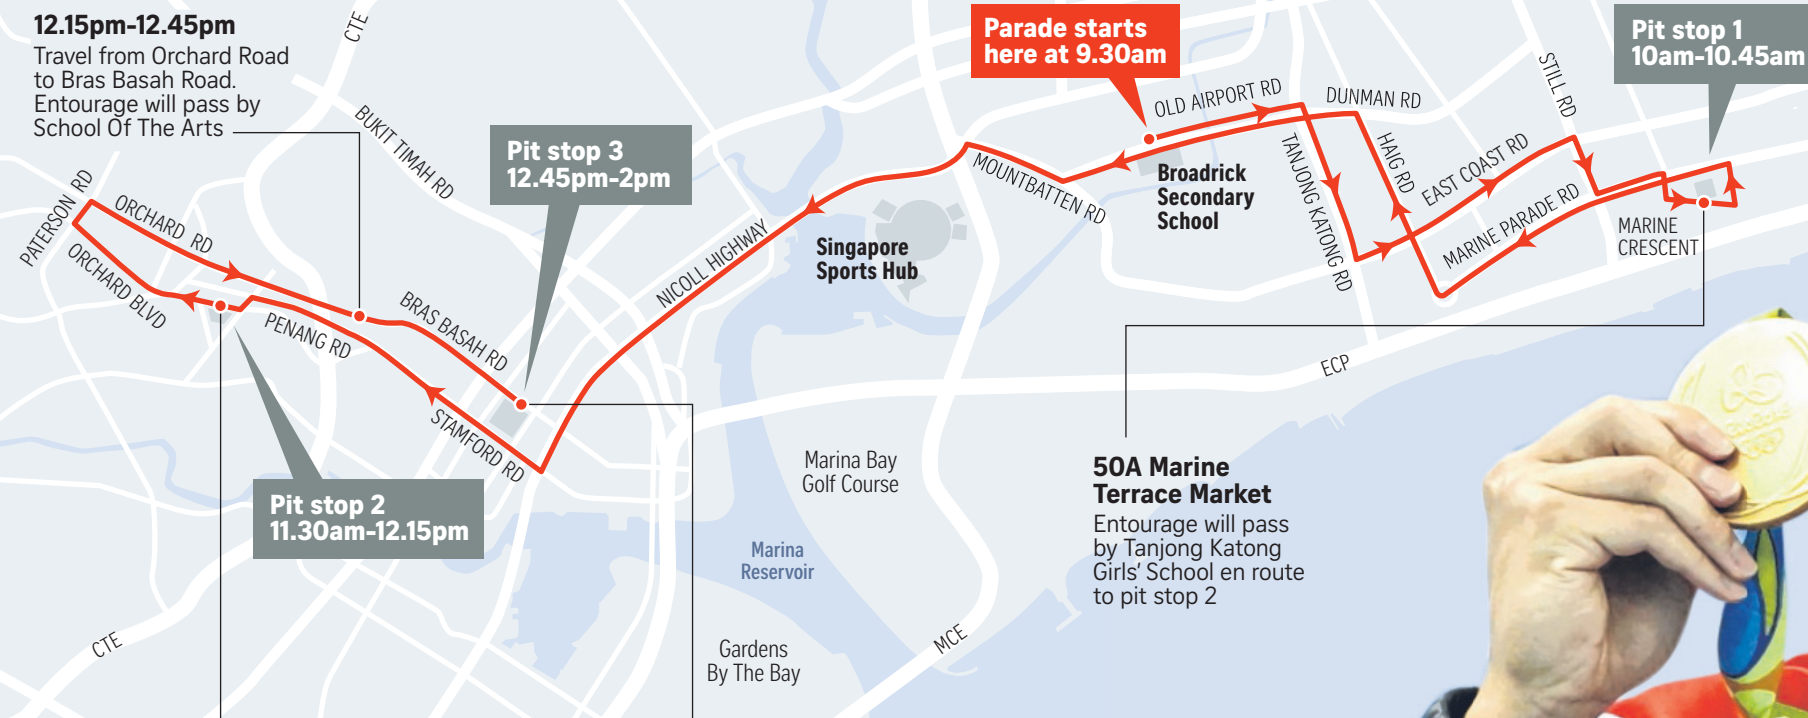 12.15pm-12.45pm
Travel from Orchard Road
to Bras Basah Road.
Entourage will pass by
School Of The Arts
CTE
BUKIT TIMAH RD
Pit stop 3
12.45pm-2pm
Parade starts
here at 9.30am
Pit stop 1
10am-10.45am
OLD AIRPORT RD
DUNMAN RD
STILL RD
TANJONG KATONG RD
HAIG RD
EAST COAST RD
MARINE PARADE RD
MARINE
CRESCENT
MOUNTBATTEN RD
Broadrick
Secondary
School
PATERSON RD
ORCHARD RD
ORCHARD BLVD
NICOLL HIGHWAY
Singapore
Sports Hub
PENANG RD
BRAS BASAH RD
STAMFORD RD
ECP
Pit stop 2
11.30am-12.15pm
Marina Bay
Golf Course
50A Marine
Terrace Market
Entourage will pass
by Tanjong Katong
Girls' School en route
to pit stop 2
Marina
Reservoir
Gardens
By The Bay
CTE
MCE